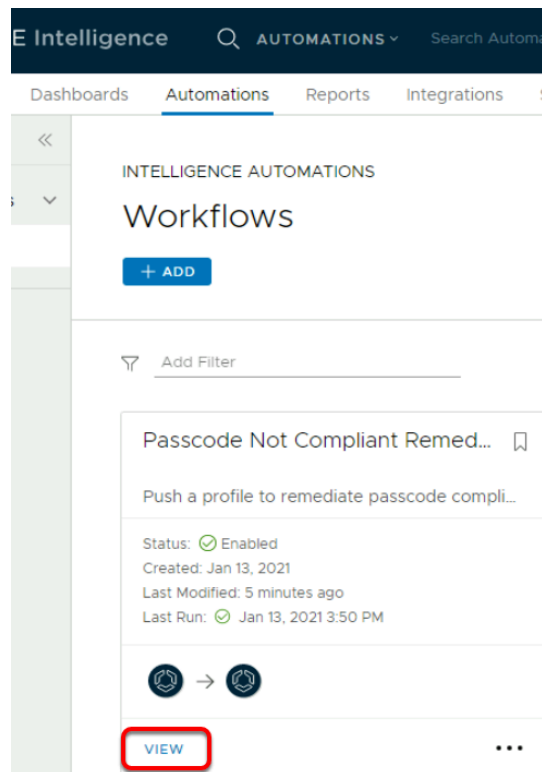 E Intelligence AUTOMATIONS Search Automa
Dashboards Automations Reports Integrations
INTELLIGENCE AUTOMATIONS
Workflows
+ ADD
Add Filter
Passcode Not Compliant Remed...
Push a profile to remediate passcode compli...
Status: Enabled
Created: Jan 13, 2021
Last Modified: 5 minutes ago
Last Run: Jan 13, 2021 3:50 PM
VIEW